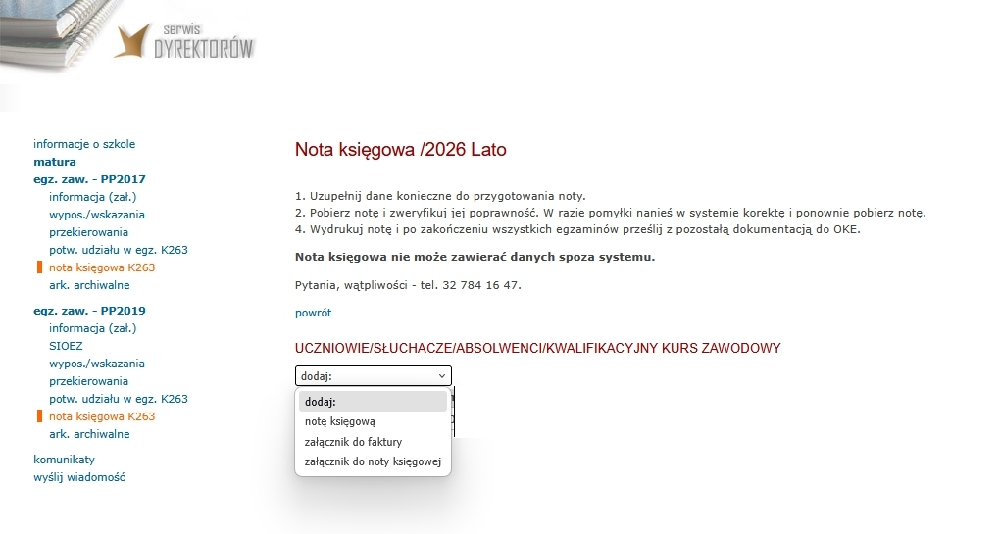 serwis
DYREKTORÓW
informacje o szkole
matura
egz. zaw. - PP2017
informacja (zał.)
wypos./wskazania
przekierowania
potw. udziału w egz. K263
nota księgowa K263
ark. archiwalne
egz. zaw. - PP2019
informacja (zał.)
SIOEZ
wypos./wskazania
przekierowania
potw. udziału w egz. K263
nota księgowa K263
ark. archiwalne
komunikaty
wyślij wiadomość
Nota księgowa /2026 Lato
1. Uzupełnij dane konieczne do przygotowania noty.
2. Pobierz notę i zweryfikuj jej poprawność. W razie pomyłki nanieś w systemie korektę i ponownie pobierz notę.
4. Wydrukuj notę i po zakończeniu wszystkich egzaminów prześlij z pozostałą dokumentacją do OKE.
Nota księgowa nie może zawierać danych spoza systemu.
Pytania, wątpliwości - tel. 32 784 16 47.
powrót
UCZNIOWIE/SŁUCHACZE/ABSOLWENCI/KWALIFIKACYJNY KURS ZAWODOWY
dodaj:
dodaj:
notę księgową
załącznik do faktury
załącznik do noty księgowej